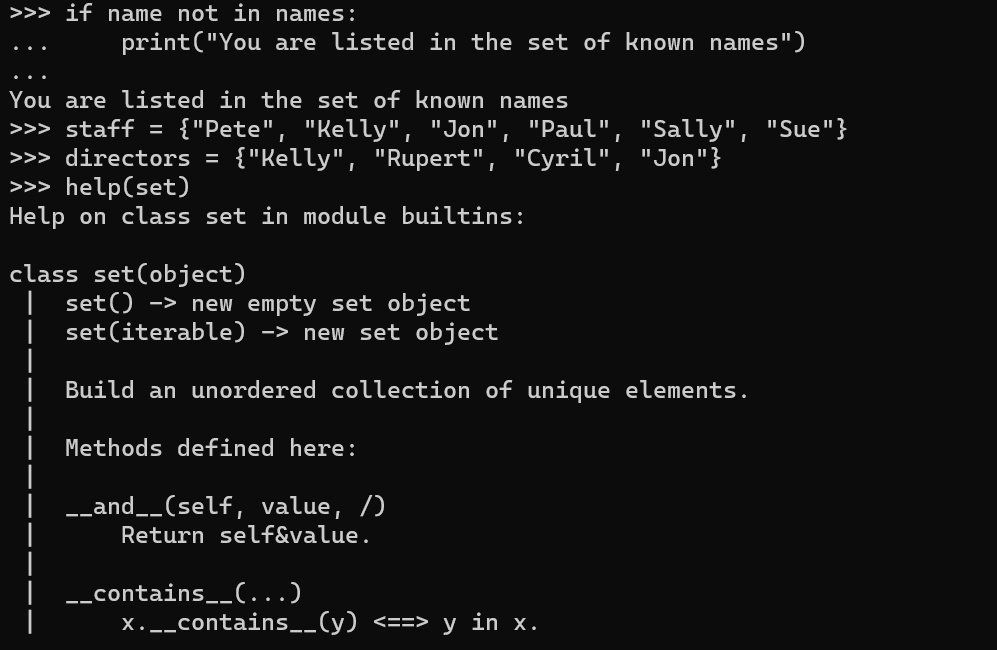 >>> if name not in names:
...     print("You are listed in the set of known names")
...
You are listed in the set of known names
>>> staff = {"Pete", "Kelly", "Jon", "Paul", "Sally", "Sue"}
>>> directors = {"Kelly", "Rupert", "Cyril", "Jon"}
>>> help(set)
Help on class set in module builtins:

class set(object)
 |  set() -> new empty set object
 |  set(iterable) -> new set object
 |
 |  Build an unordered collection of unique elements.
 |
 |  Methods defined here:
 |
 |  __and__(self, value, /)
 |      Return self&value.
 |
 |  __contains__(...)
 |      x.__contains__(y) <==> y in x.